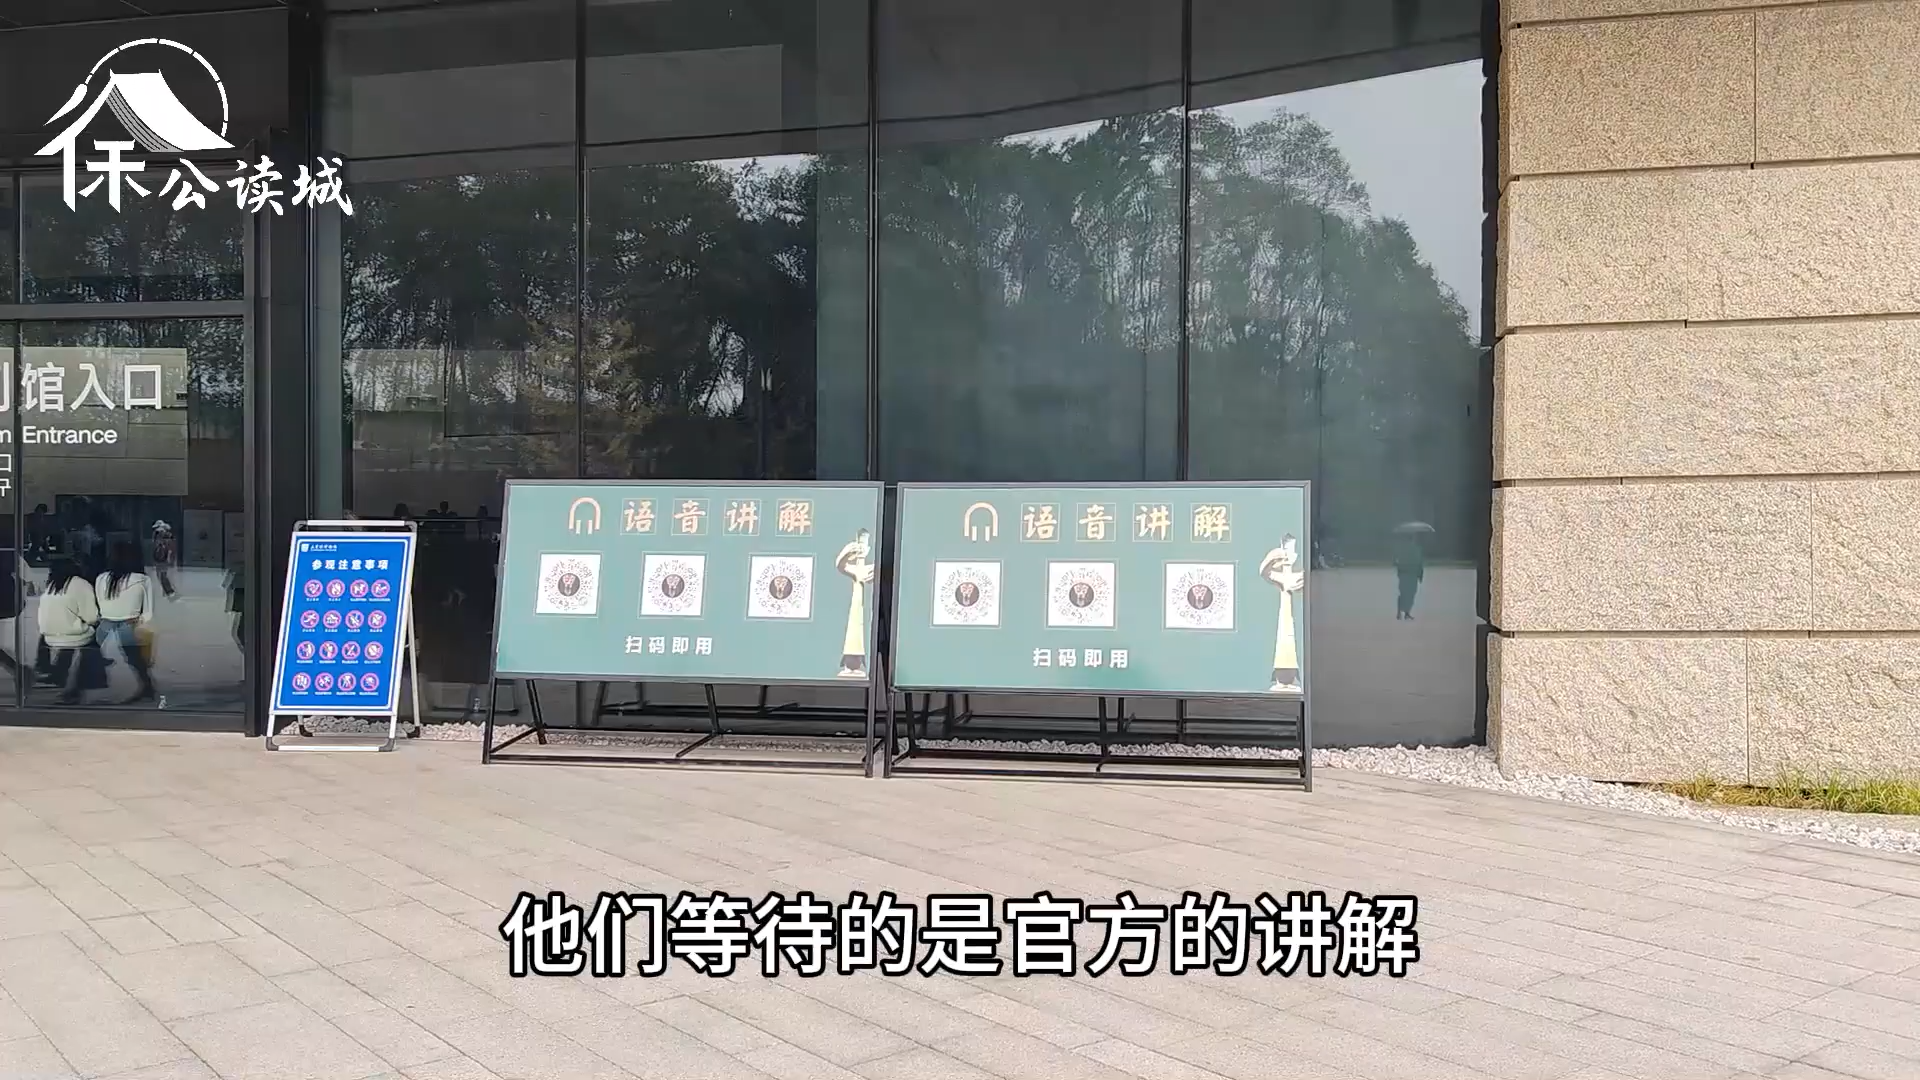 保公读城
馆入口
Entrance
口
参观注意事项
语音讲解
扫码即用
语音讲解
扫码即用
他们等待的是官方的讲解